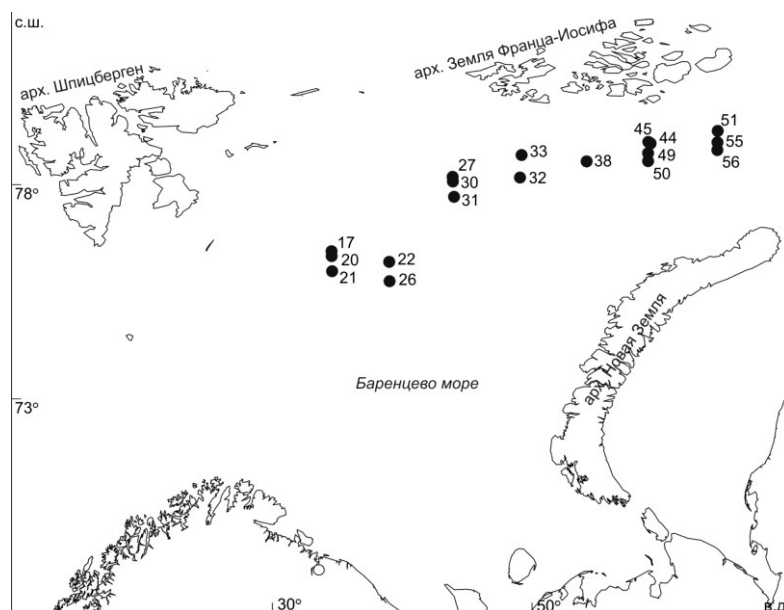 с.ш.
арх. Шпицберген
арх. Земля Франца-Иосифа
51
45 44
33 55
27 38 49 56
30 32 50
78°
31
17
20 22
21 26
арх. Новая Земля
Баренцево море
73°
30° 50° в.д.